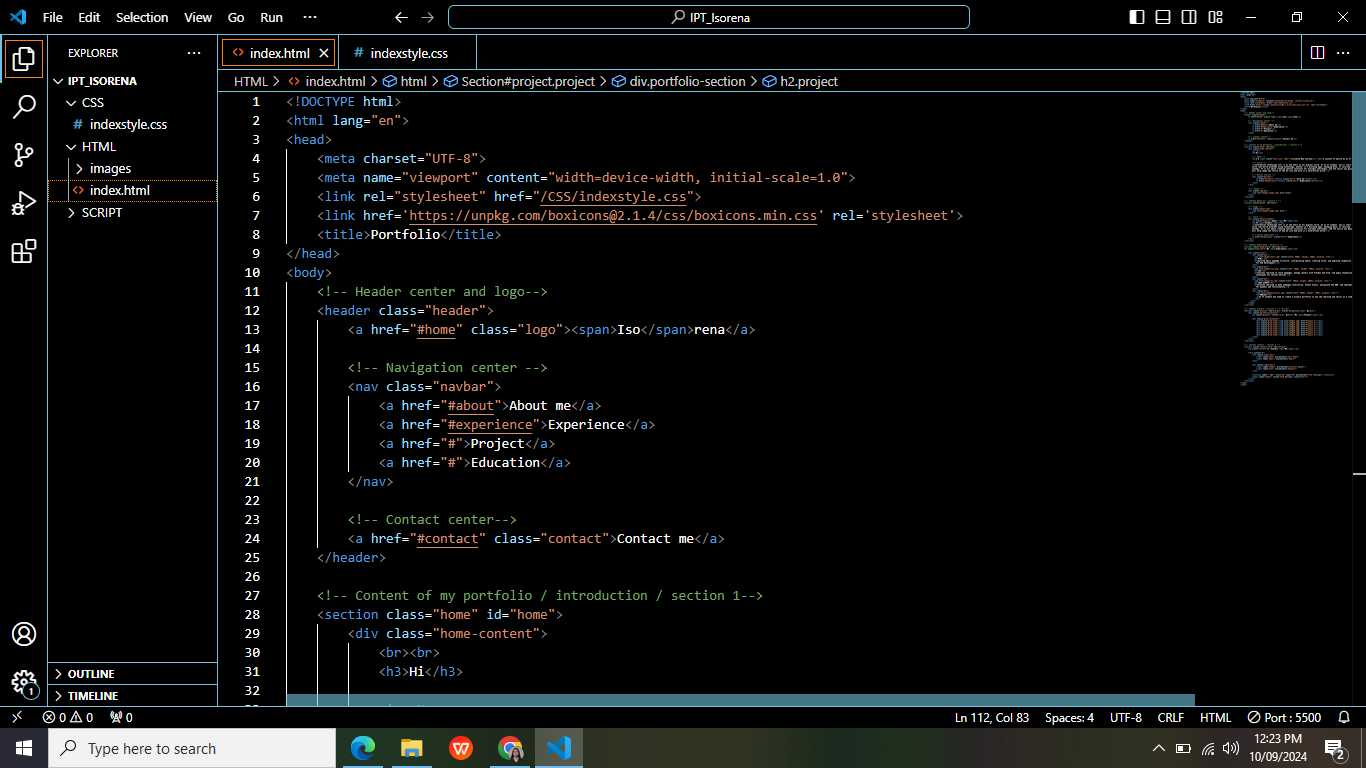 File Edit Selection View Go Run ··· IPT_Isorena
EXPLORER ···
IPT_ISORENA
CSS
# indexstyle.css
HTML
images
<> index.html
SCRIPT
OUTLINE
TIMELINE
<> index.html # indexstyle.css
HTML > <> index.html > html > Section#project.project > div.portfolio-section > h2.project
1 <!DOCTYPE html>
2 <html lang="en">
3 <head>
4 <meta charset="UTF-8">
5 <meta name="viewport" content="width=device-width, initial-scale=1.0">
6 <link rel="stylesheet" href="/CSS/indexstyle.css">
7 <link href='https://unpkg.com/boxicons@2.1.4/css/boxicons.min.css' rel='stylesheet'>
8 <title>Portfolio</title>
9 </head>
10 <body>
11 <!-- Header center and logo-->
12 <header class="header">
13 <a href="#home" class="logo"><span>Iso</span>rena</a>
14
15 <!-- Navigation center -->
16 <nav class="navbar">
17 <a href="#about">About me</a>
18 <a href="#experience">Experience</a>
19 <a href="#">Project</a>
20 <a href="#">Education</a>
21 </nav>
22
23 <!-- Contact center-->
24 <a href="#contact" class="contact">Contact me</a>
25 </header>
26
27 <!-- Content of my portfolio / introduction / section 1-->
28 <section class="home" id="home">
29 <div class="home-content">
30 <br><br>
31 <h3>Hi</h3>
32
1
0 0 0 Ln 112, Col 83 Spaces: 4 UTF-8 CRLF HTML Port : 5500
Type here to search
12:23 PM
10/09/2024
2